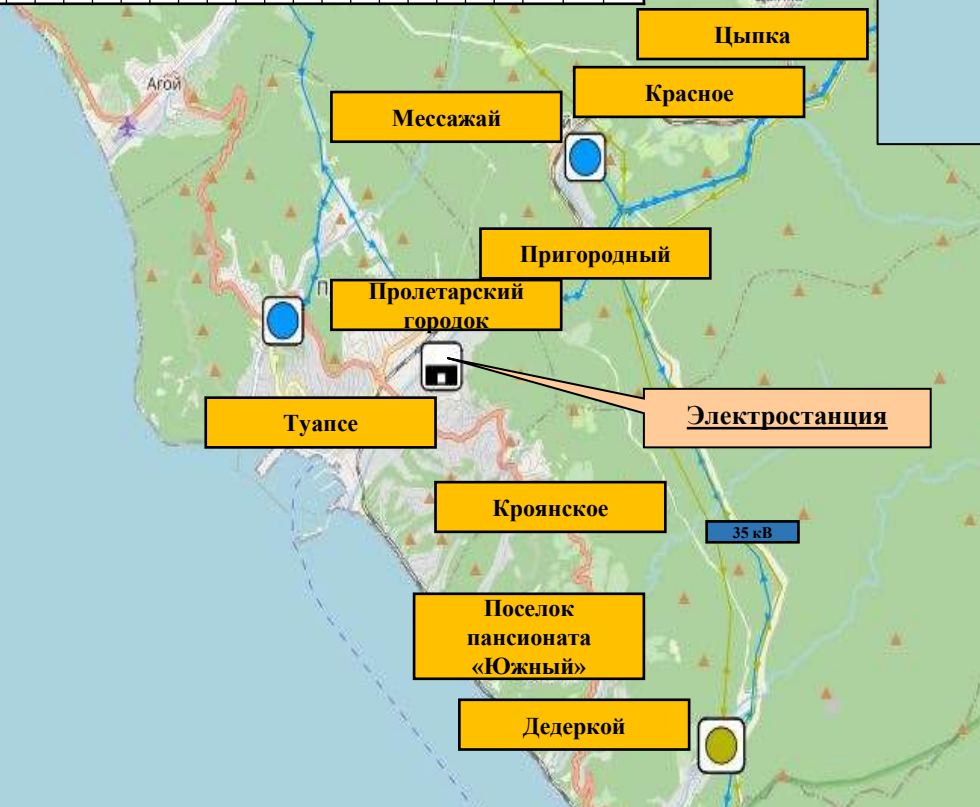 Цыпка
Красное
Агой
Мессажай
Пригородный
Пролетарский
городок
Электростанция
Туапсе
Кроянское
35 кВ
Поселок
пансионата
«Южный»
Дедеркой